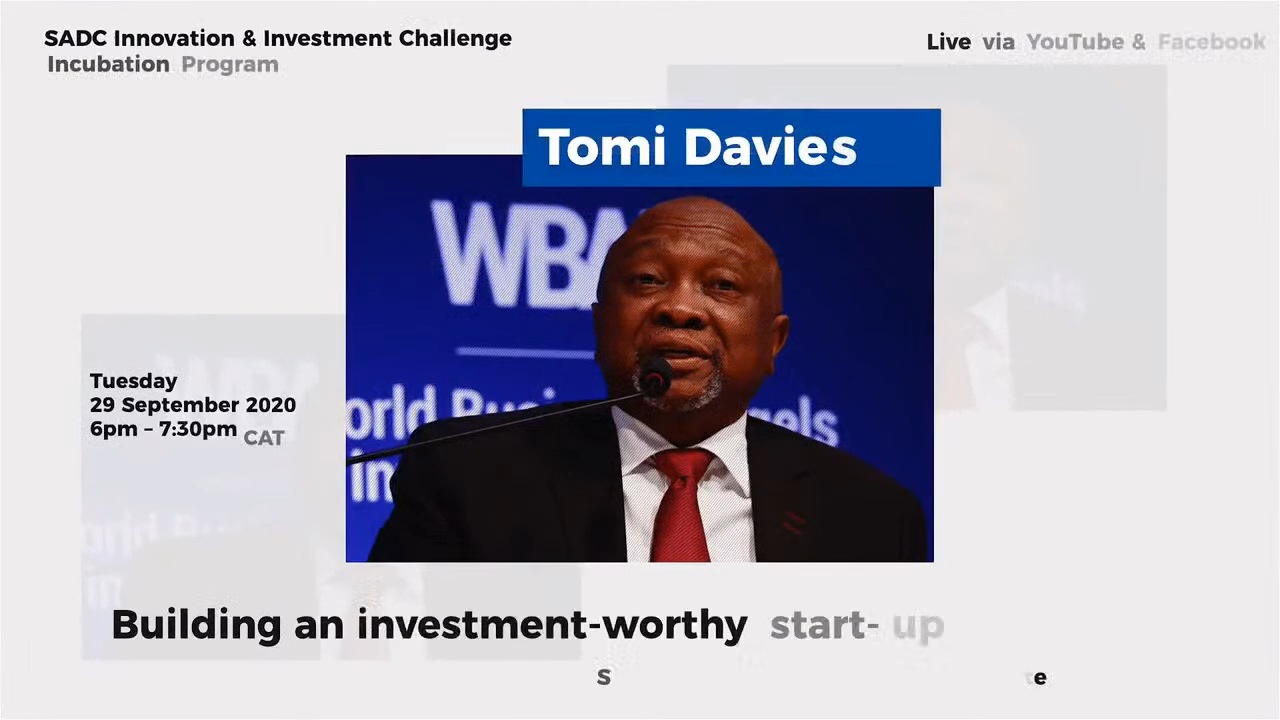 SADC Innovation & Investment Challenge
Incubation Program
Live via YouTube & Facebook
Tomi Davies
WBA
orld Busi els
in
Tuesday
29 September 2020
6pm – 7:30pm CAT
Building an investment-worthy start- up
s e